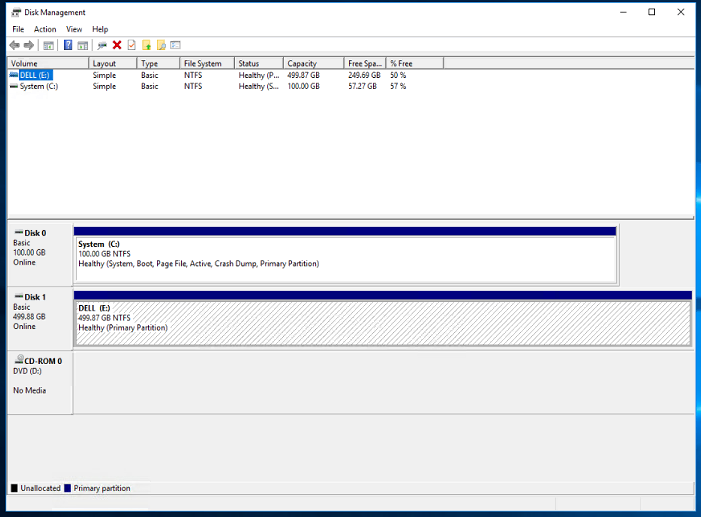 Disk Management
File Action View Help
Volume Layout Type File System Status Capacity Free Spa... % Free
DELL (E:) Simple Basic NTFS Healthy (P... 499.87 GB 249.69 GB 50 %
System (C:) Simple Basic NTFS Healthy (S... 100.00 GB 57.27 GB 57 %
Disk 0
Basic
100.00 GB
Online
System (C:)
100.00 GB NTFS
Healthy (System, Boot, Page File, Active, Crash Dump, Primary Partition)
Disk 1
Basic
499.88 GB
Online
DELL (E:)
499.87 GB NTFS
Healthy (Primary Partition)
CD-ROM 0
DVD (D:)
No Media
Unallocated Primary partition